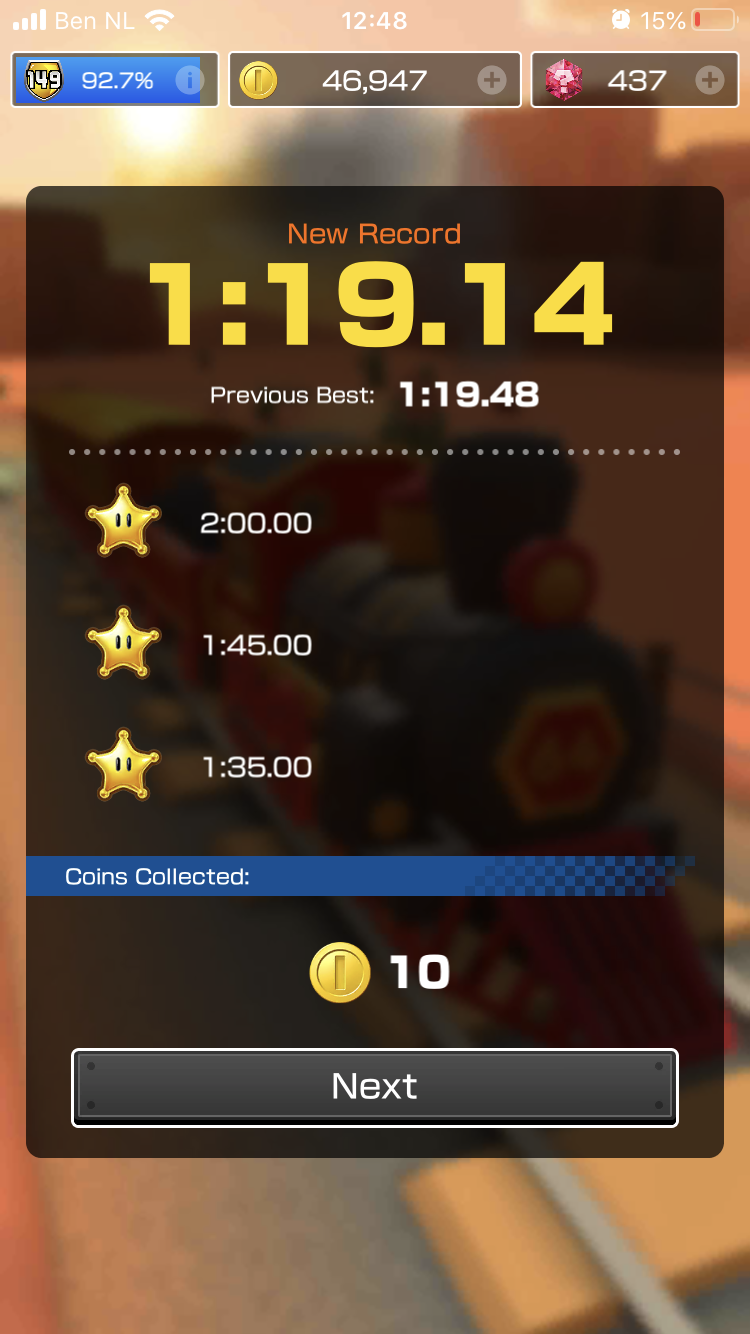 Ben NL 12:48 15%
149 92.7% i 46,947 + 437 +
New Record
1:19.14
Previous Best: 1:19.48
2:00.00
1:45.00
1:35.00
Coins Collected:
10
Next